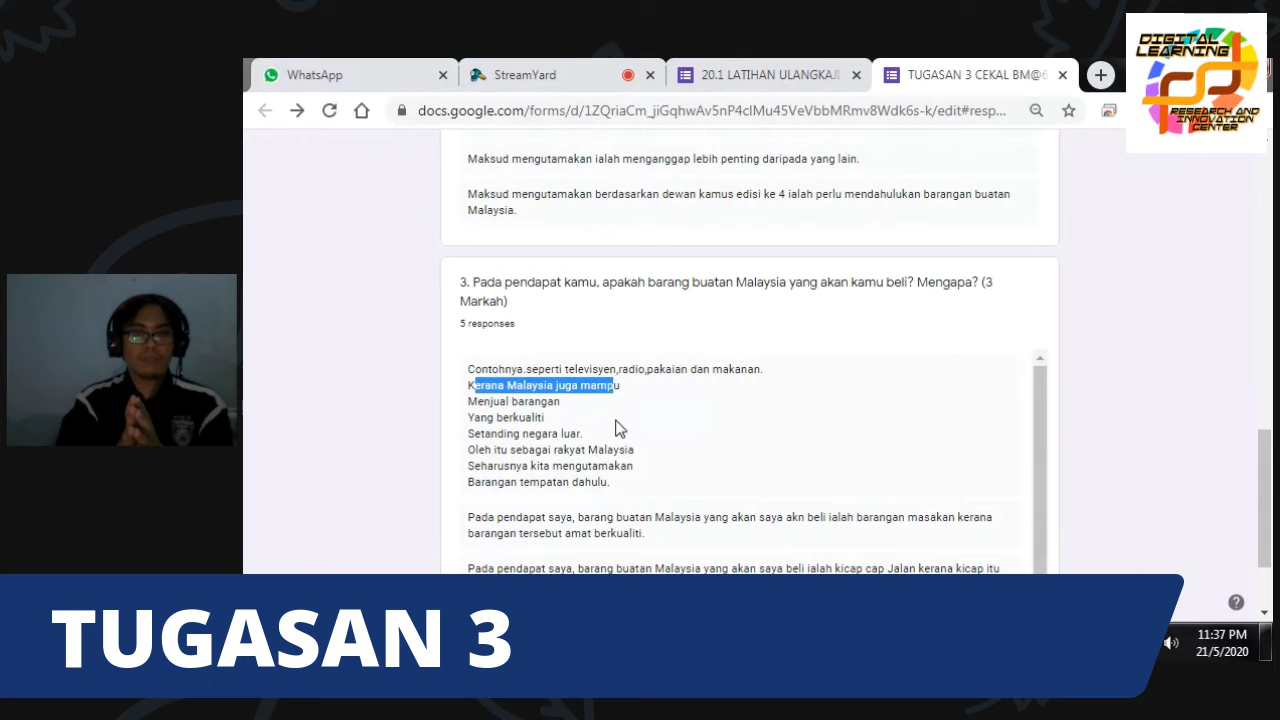 DIGITAL
LEARNING
RESEARCH AND
INNOVATION
CENTER
WhatsApp
StreamYard
20.1 LATIHAN ULANGKAJI
TUGASAN 3 CEKAL BM@6
docs.google.com/forms/d/1ZQriaCm_jiGqhwAv5nP4clMu45VeVbbMRmv8Wdk6s-k/edit#resp...
Maksud mengutamakan ialah menganggap lebih penting daripada yang lain.
Maksud mengutamakan berdasarkan dewan kamus edisi ke 4 ialah perlu mendahulukan barangan buatan
Malaysia.
3. Pada pendapat kamu, apakah barang buatan Malaysia yang akan kamu beli? Mengapa? (3
Markah)
5 responses
Contohnya.seperti televisyen,radio,pakaian dan makanan.
Kerana Malaysia juga mampu
Menjual barangan
Yang berkualiti
Setanding negara luar.
Oleh itu sebagai rakyat Malaysia
Seharusnya kita mengutamakan
Barangan tempatan dahulu.
Pada pendapat saya, barang buatan Malaysia yang akan saya akn beli ialah barangan masakan kerana
barangan tersebut amat berkualiti.
Pada pendapat saya, barang buatan Malaysia yang akan saya beli ialah kicap cap Jalan kerana kicap itu
TUGASAN 3
11:37 PM
21/5/2020